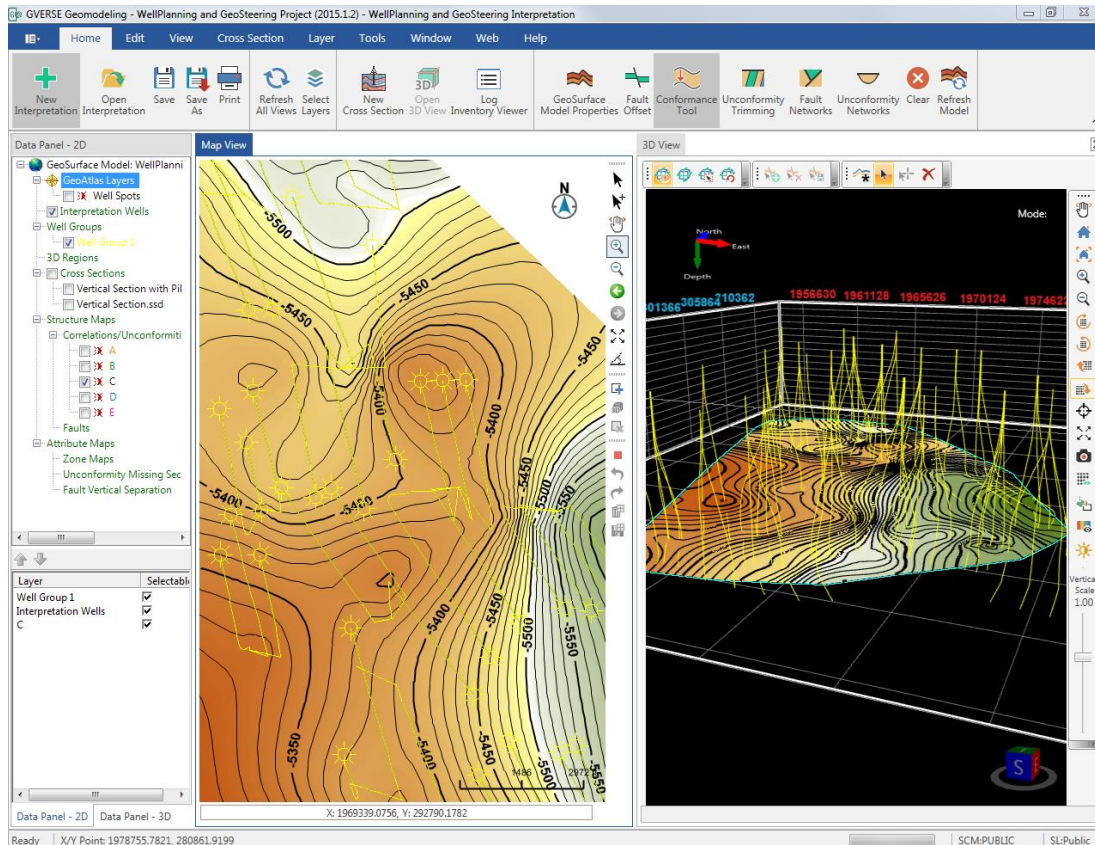 GVERSE Geomodeling - WellPlanning and GeoSteering Project (2015.1.2) - WellPlanning and GeoSteering Interpretation
Home Edit View Cross Section Layer Tools Window Web Help
New Interpretation
Open Interpretation
Save
Save As
Print
Refresh All Views
Select Layers
New Cross Section
Open 3D View
Log Inventory Viewer
GeoSurface Model Properties
Fault Offset
Conformance Tool
Unconformity Trimming
Fault Networks
Unconformity Networks
Clear
Refresh Model
Data Panel - 2D
GeoSurface Model: WellPlanni
GeoAtlas Layers
Well Spots
Interpretation Wells
Well Groups
Well Group 1
3D Regions
Cross Sections
Vertical Section with Pil
Vertical Section.ssd
Structure Maps
Correlations/Unconformiti
A
B
C
D
E
Faults
Attribute Maps
Zone Maps
Unconformity Missing Sec
Fault Vertical Separation
Layer Selectable
Well Group 1
Interpretation Wells
C
Data Panel - 2D Data Panel - 3D
Map View
N
-5500
-5450
-5450
-5450
-5450
-5400
-5400
-5450
-5500
-5550
-5400
-5400
-5400
-5450
-5500
-5550
-5350
-5400
-5450
-5500
-5550
1486 2972
X: 1969339.0756, Y: 292790.1782
3D View
Mode:
North
East
Depth
301366 305864 210362 1956630 1961128 1965626 1970124 1974622
Vertical
Scale
1.00
S
Ready X/Y Point: 1978755.7821, 280861.9199 SCM:PUBLIC SL:Public